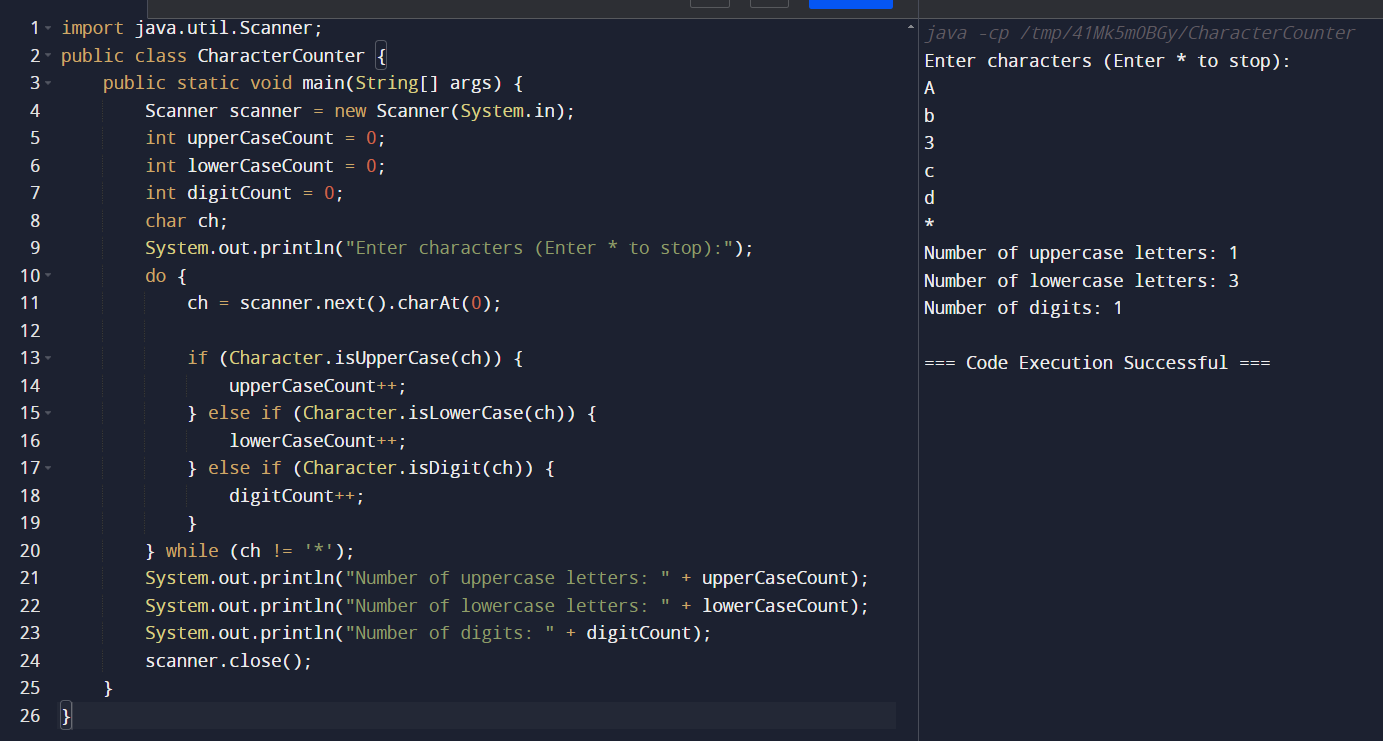 1 import java.util.Scanner;
2 public class CharacterCounter {
3     public static void main(String[] args) {
4         Scanner scanner = new Scanner(System.in);
5         int upperCaseCount = 0;
6         int lowerCaseCount = 0;
7         int digitCount = 0;
8         char ch;
9         System.out.println("Enter characters (Enter * to stop):");
10         do {
11             ch = scanner.next().charAt(0);
12
13             if (Character.isUpperCase(ch)) {
14                 upperCaseCount++;
15             } else if (Character.isLowerCase(ch)) {
16                 lowerCaseCount++;
17             } else if (Character.isDigit(ch)) {
18                 digitCount++;
19             }
20         } while (ch != '*');
21         System.out.println("Number of uppercase letters: " + upperCaseCount);
22         System.out.println("Number of lowercase letters: " + lowerCaseCount);
23         System.out.println("Number of digits: " + digitCount);
24         scanner.close();
25     }
26 }
java -cp /tmp/41Mk5mOBGy/CharacterCounter
Enter characters (Enter * to stop):
A
b
3
c
d
*
Number of uppercase letters: 1
Number of lowercase letters: 3
Number of digits: 1
=== Code Execution Successful ===